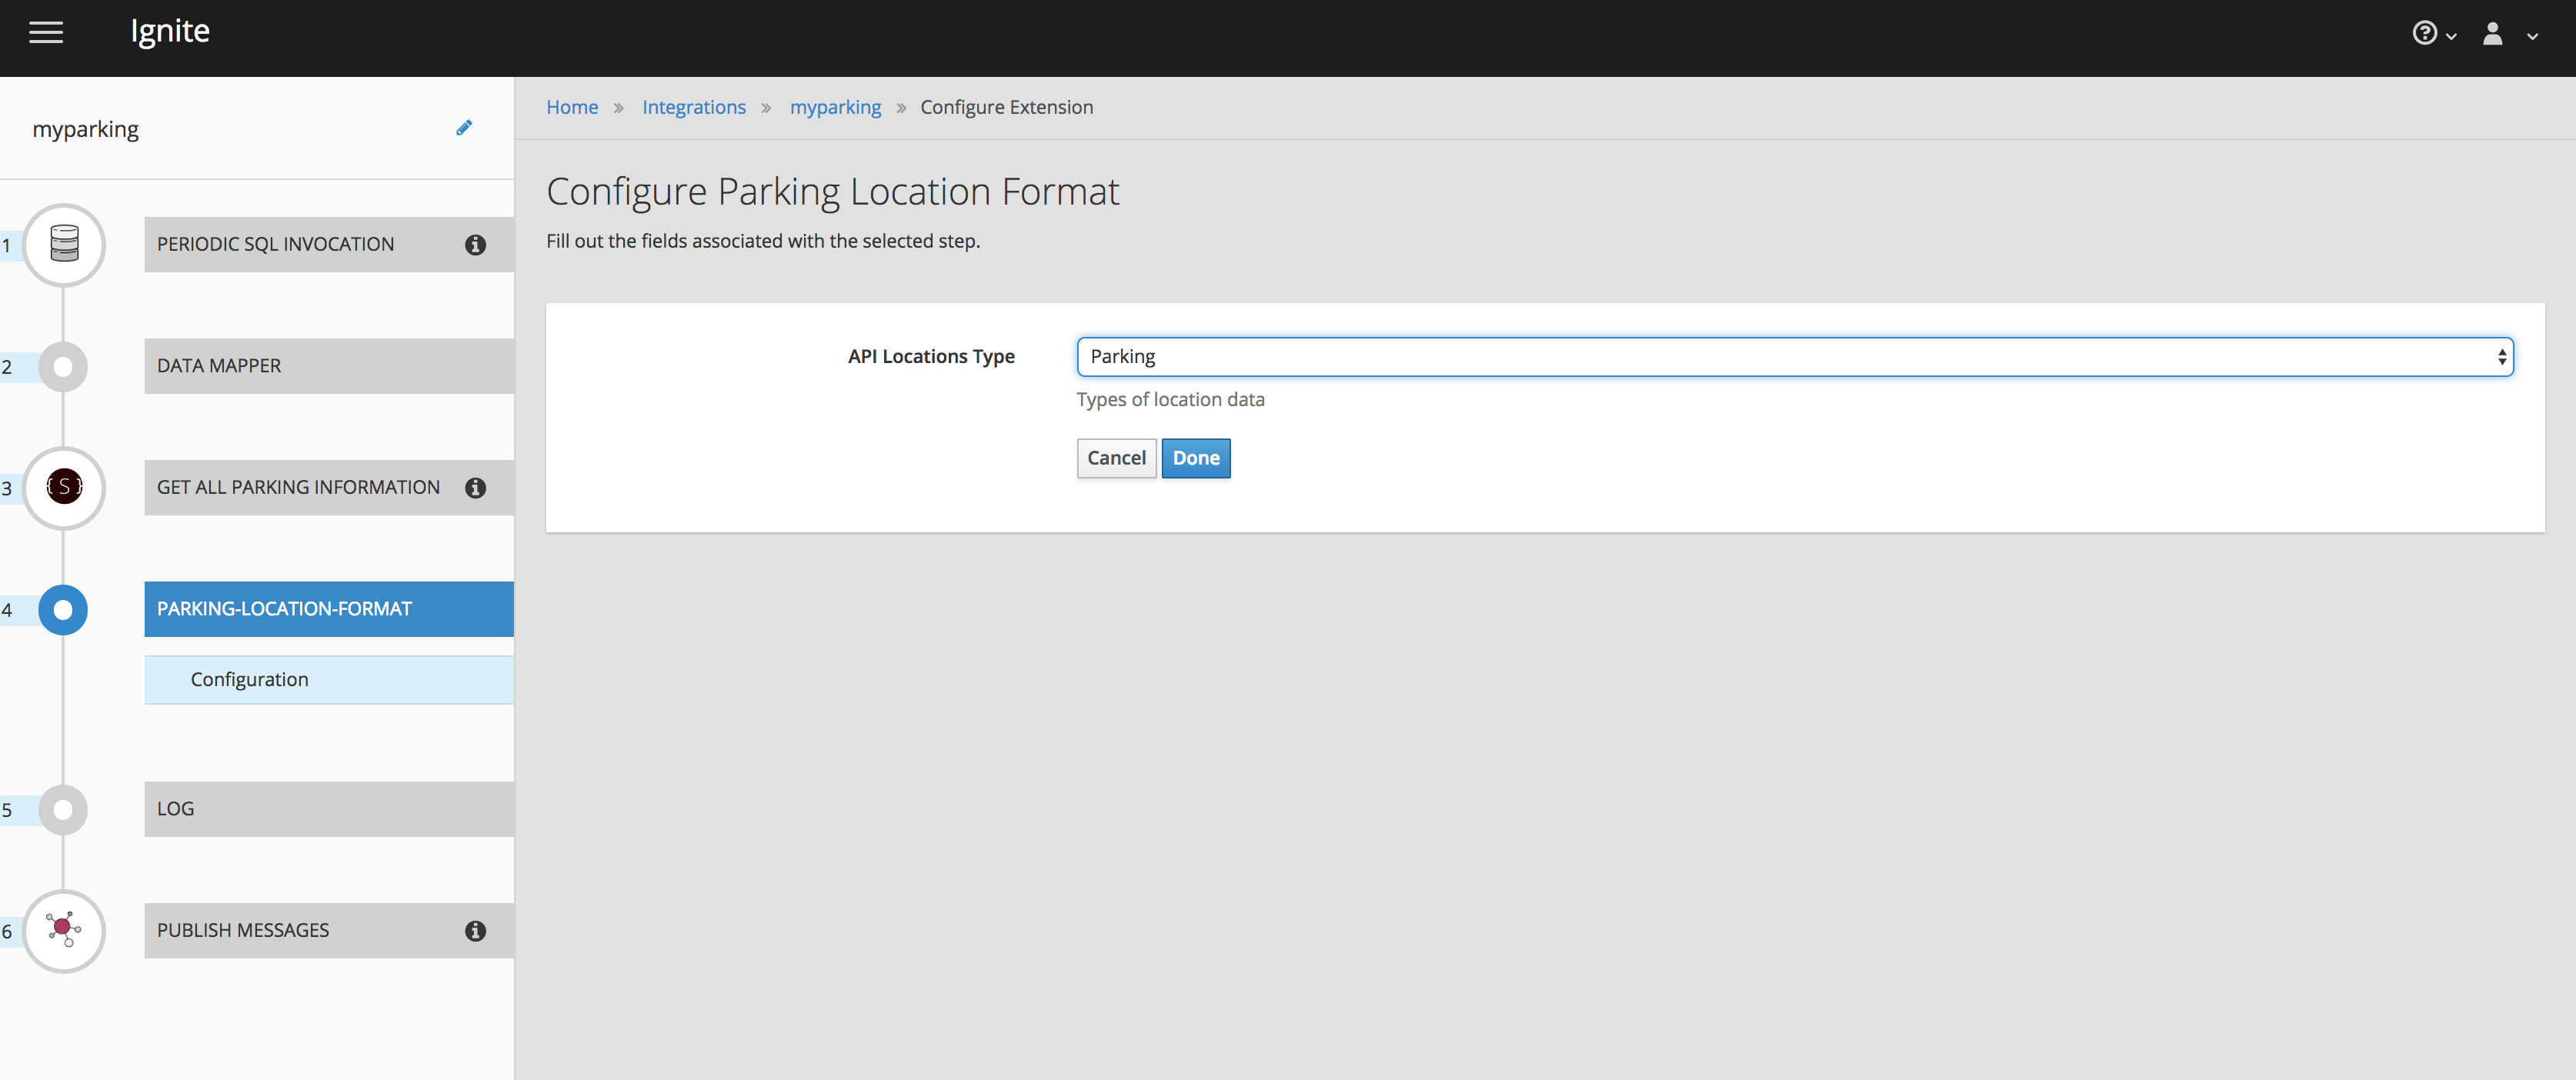 Ignite
myparking
1 PERIODIC SQL INVOCATION
2 DATA MAPPER
3 { S } GET ALL PARKING INFORMATION
4 PARKING-LOCATION-FORMAT
Configuration
5 LOG
6 PUBLISH MESSAGES
Home » Integrations » myparking » Configure Extension
Configure Parking Location Format
Fill out the fields associated with the selected step.
API Locations Type Parking
Types of location data
Cancel Done